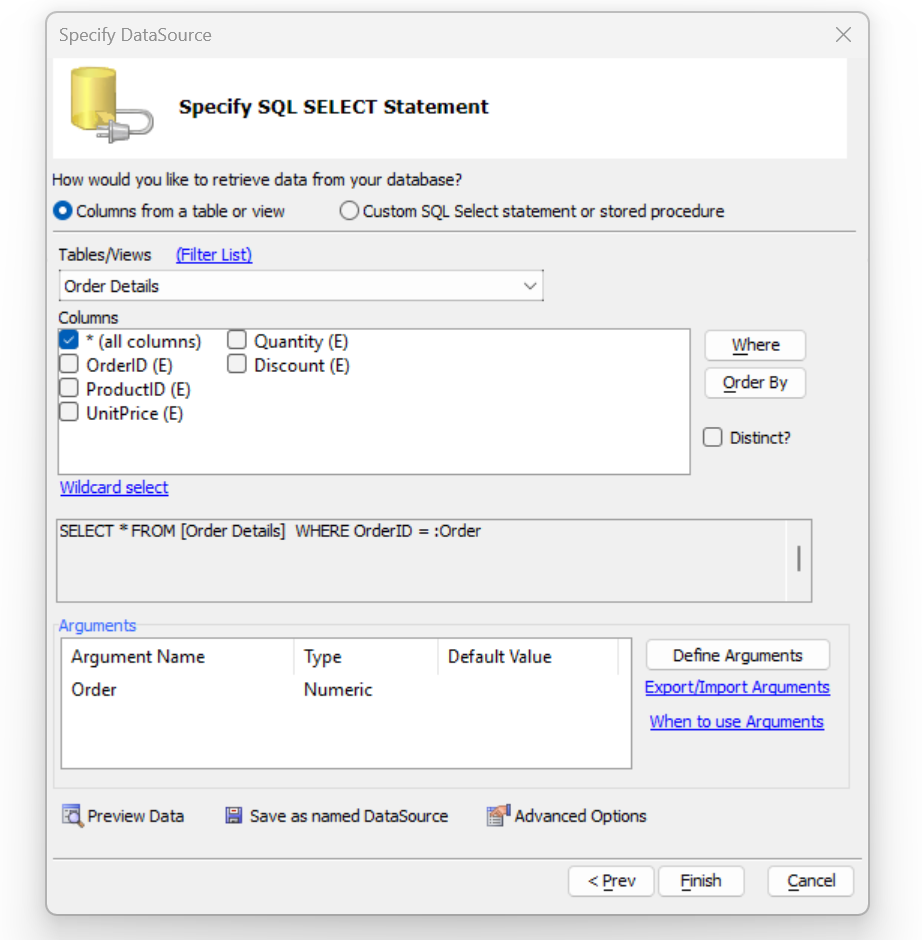 Specify DataSource
Specify SQL SELECT Statement
How would you like to retrieve data from your database?
Columns from a table or view
Custom SQL Select statement or stored procedure
Tables/Views (Filter List)
Order Details
Columns
* (all columns) Quantity (E)
OrderID (E) Discount (E)
ProductID (E)
UnitPrice (E)
Where
Order By
Distinct?
Wildcard select
SELECT * FROM [Order Details]  WHERE OrderID = :Order
Arguments
Argument Name Type Default Value
Order Numeric
Define Arguments
Export/Import Arguments
When to use Arguments
Preview Data Save as named DataSource Advanced Options
< Prev Finish Cancel